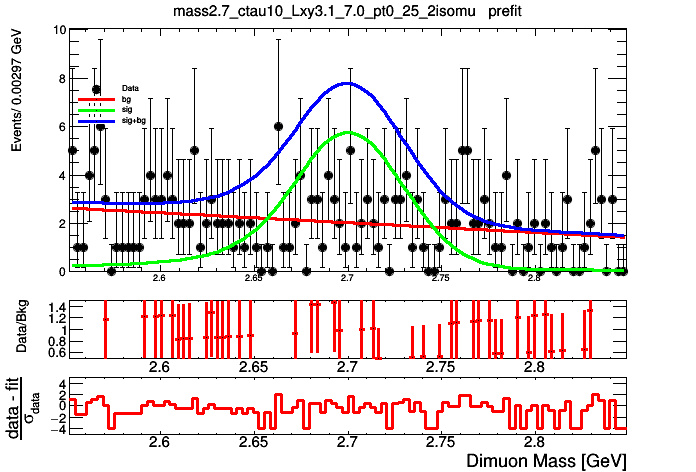 mass2.7_ctau10_Lxy3.1_7.0_pt0_25_2isomu prefit
Events/ 0.00297 GeV
10
8
6
4
2
0
Data
bg
sig
sig+bg
2.6 2.65 2.7 2.75 2.8
Data/Bkg
1.4
1.2
1
0.8
0.6
2.6 2.65 2.7 2.75 2.8
data - fit
σdata
4
2
0
−2
−4
2.6 2.65 2.7 2.75 2.8
Dimuon Mass [GeV]